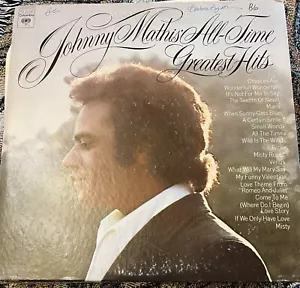 Johnny Mathis' All-Time
Greatest Hits
Chances Are
Wonderful! Wonderful!
It's Not For Me To Say
The Twelfth Of Never
Maria
When Sunny Gets Blue
A Certain Smile
Small World
All The Time
Wild Is The Wind
Misty Roses
What Will My Mary Say
My Funny Valentine
Love Theme From
"Romeo And Juliet"
Come To Me
(Where Do I Begin)
Love Story
If We Only Have Love
Misty